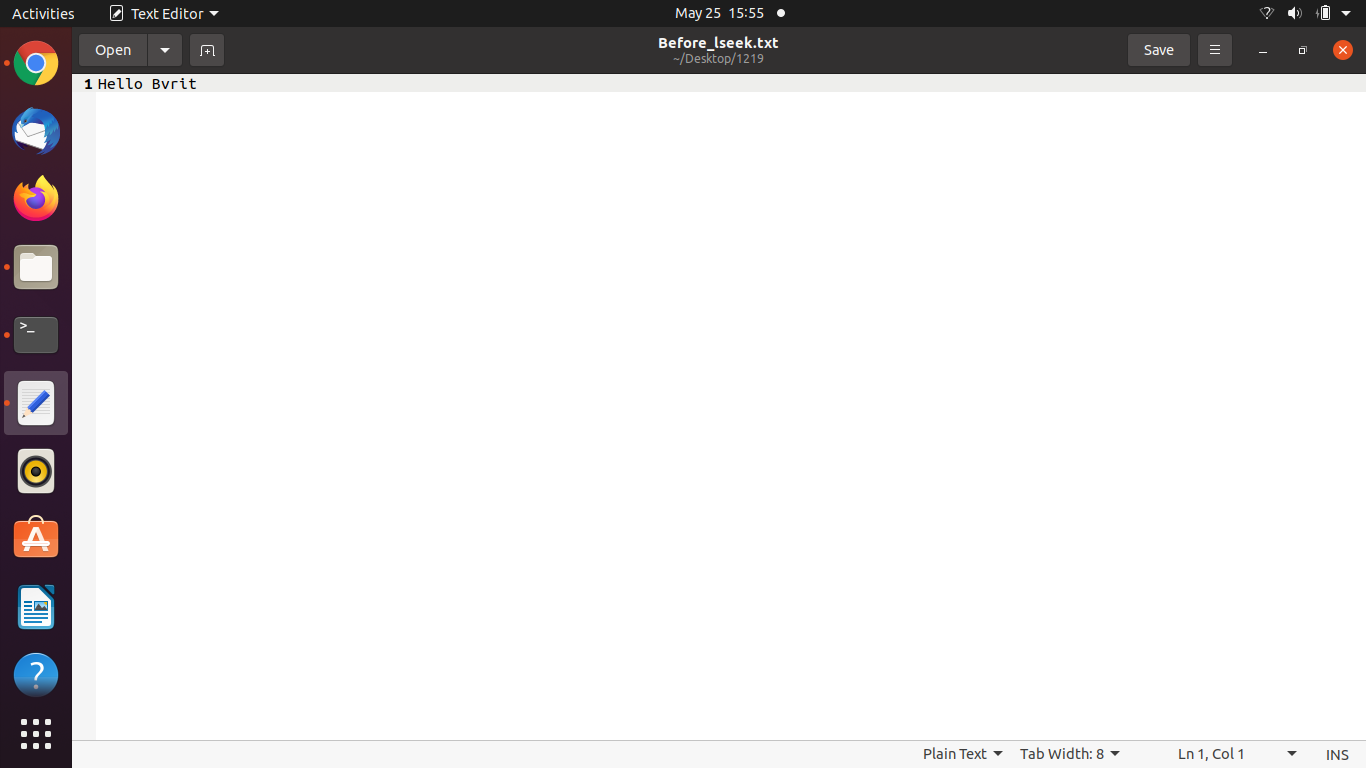 Activities Text Editor May 25 15:55
Open Before_lseek.txt Save
~/Desktop/1219
1 Hello Bvrit
Plain Text Tab Width: 8 Ln 1, Col 1 INS